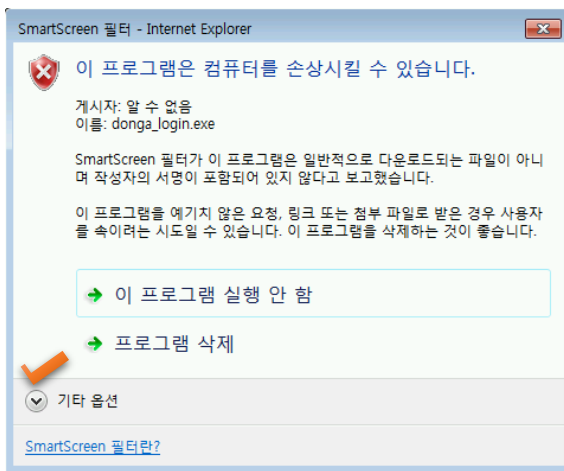 SmartScreen 필터 - Internet Explorer
이 프로그램은 컴퓨터를 손상시킬 수 있습니다.
게시자: 알 수 없음
이름: donga_login.exe
SmartScreen 필터가 이 프로그램은 일반적으로 다운로드되는 파일이 아니
며 작성자의 서명이 포함되어 있지 않다고 보고했습니다.
이 프로그램을 예기치 않은 요청, 링크 또는 첨부 파일로 받은 경우 사용자
를 속이려는 시도일 수 있습니다. 이 프로그램을 삭제하는 것이 좋습니다.
이 프로그램 실행 안 함
프로그램 삭제
기타 옵션
SmartScreen 필터란?